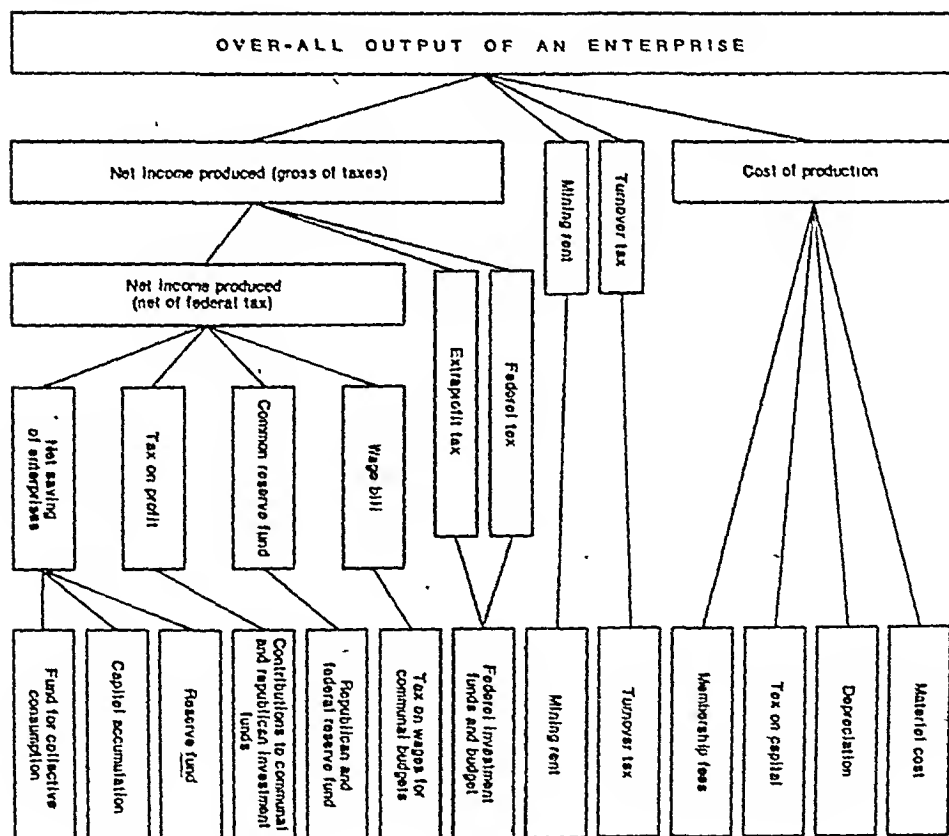 OVER-ALL OUTPUT OF AN ENTERPRISE
Net Income produced (gross of taxes)
Mining rent
Turnover tax
Cost of production
Net Income produced
(net of federal tax)
Extraprofit tax
Federal tax
Net saving
of enterprises
Tax on profit
Common reserve fund
Wage bill
Fund for collective
consumption
Capital accumulation
Reserve fund
Contributions to communal
and republican investment
funds
Republican and
federal reserve fund
Tax on wages for
communal budgets
Federal investment
funds and budget
Mining rent
Turnover tax
Membership fees
Tax on capital
Depreciation
Material cost